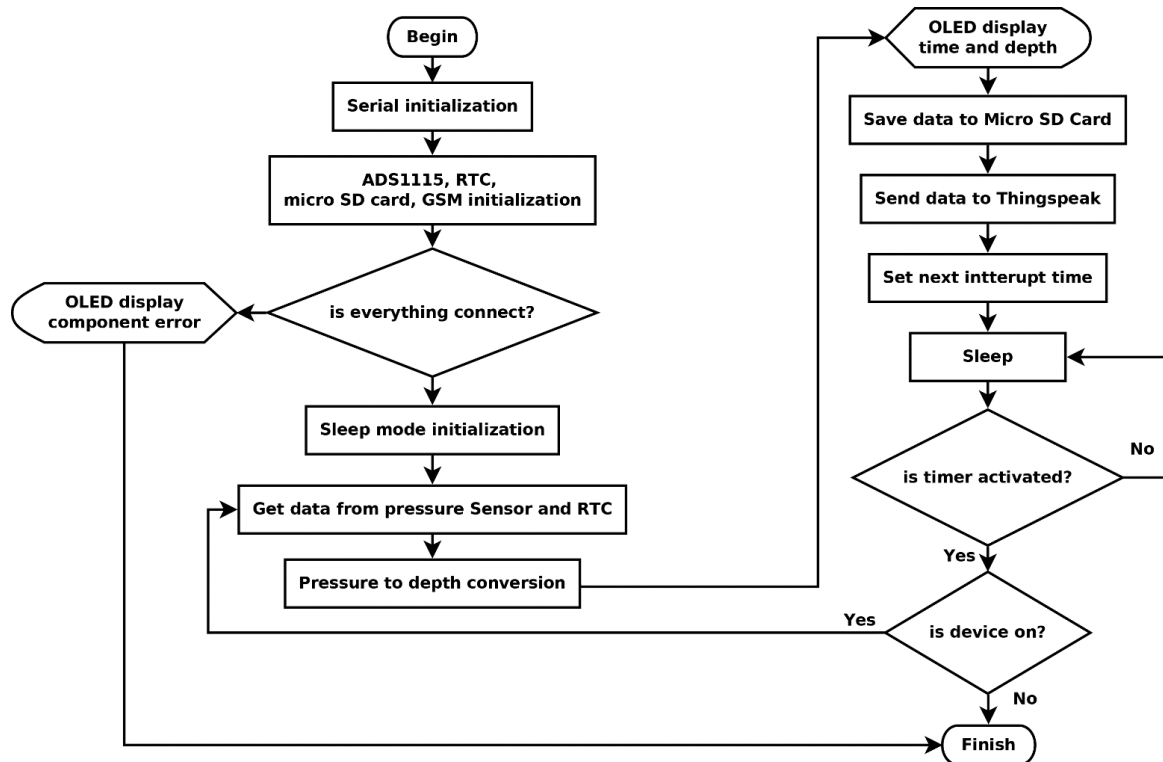 Begin
Serial initialization
ADS1115, RTC,
micro SD card, GSM initialization
is everything connect?
OLED display
component error
Sleep mode initialization
Get data from pressure Sensor and RTC
Pressure to depth conversion
OLED display
time and depth
Save data to Micro SD Card
Send data to Thingspeak
Set next intterupt time
Sleep
is timer activated?
No
Yes
is device on?
Yes
No
Finish